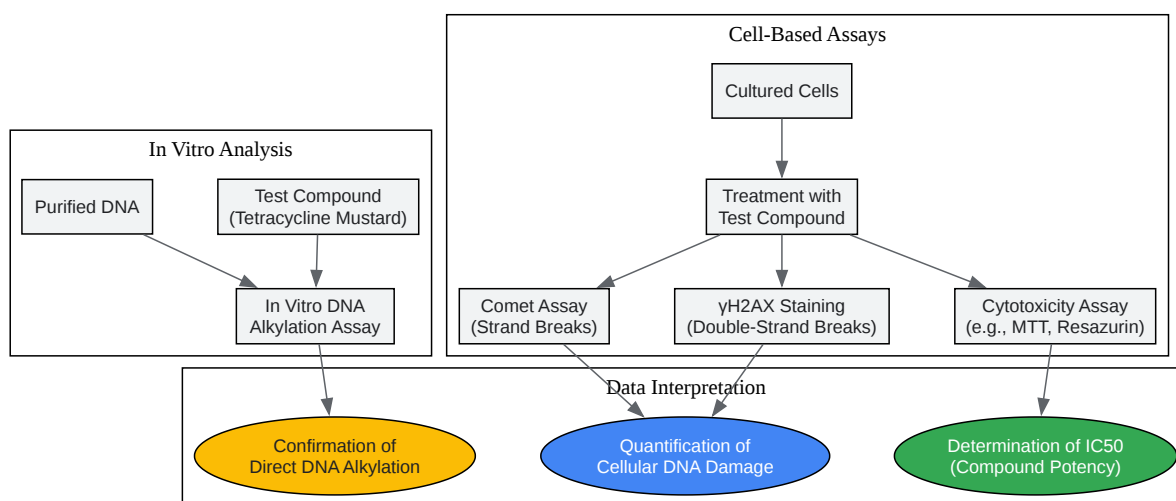 Cell-Based Assays
Cultured Cells
In Vitro Analysis
Purified DNA
Test Compound
(Tetracycline Mustard)
Treatment with
Test Compound
In Vitro DNA
Alkylation Assay
Comet Assay
(Strand Breaks)
γH2AX Staining
(Double-Strand Breaks)
Cytotoxicity Assay
(e.g., MTT, Resazurin)
Data Interpretation
Confirmation of
Direct DNA Alkylation
Quantification of
Cellular DNA Damage
Determination of IC50
(Compound Potency)